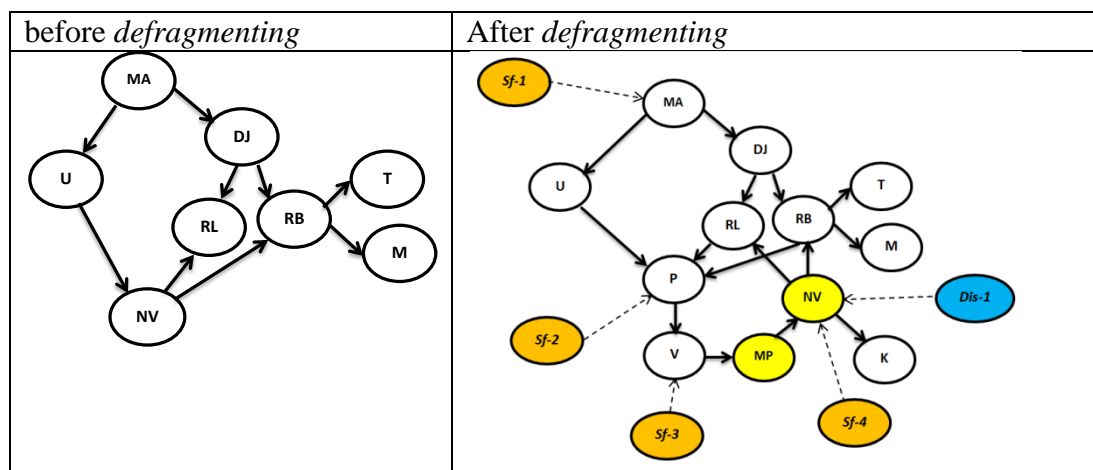 before defragmenting
After defragmenting
MA
DJ
U
T
RL
RB
M
NV
Sf-1
MA
DJ
U
T
RL
RB
M
P
NV
Dis-1
Sf-2
V
MP
K
Sf-3
Sf-4